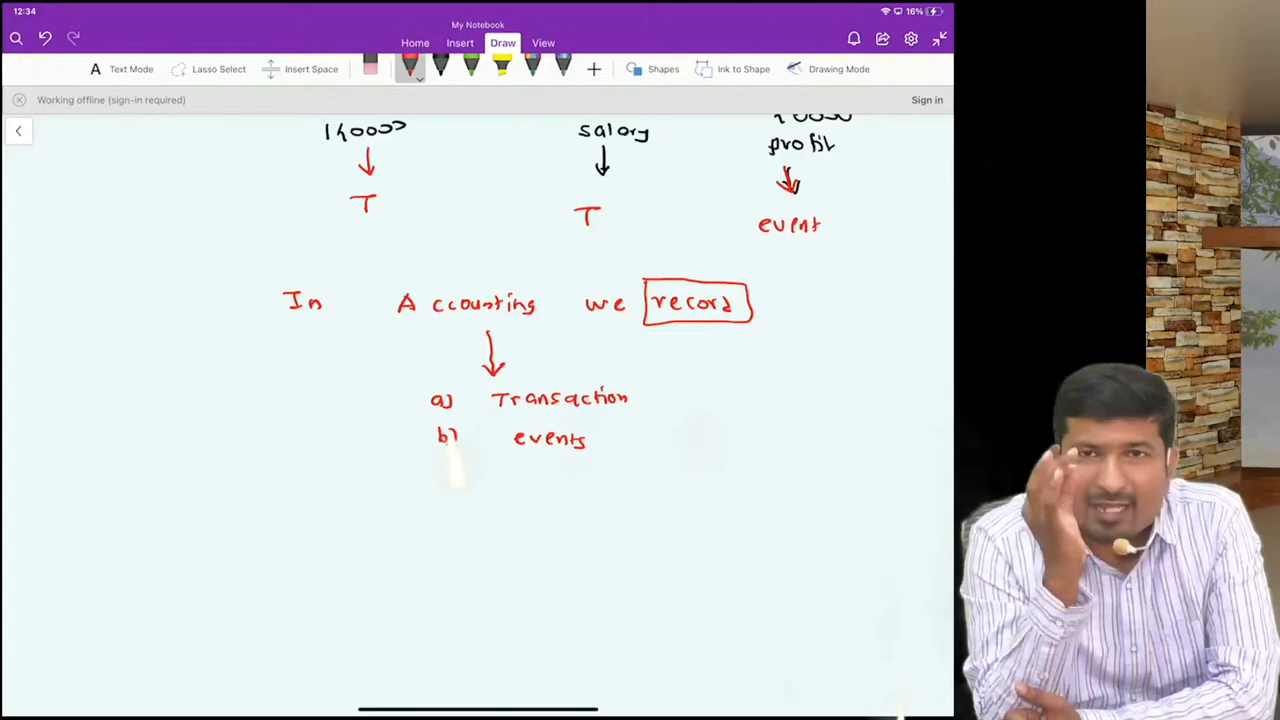 12:34
16%
My Notebook
Home Insert Draw View
Text Mode Lasso Select Insert Space Shapes Ink to Shape Drawing Mode
Working offline (sign-in required) Sign in
salary
profit
T T event
In Accounting we record
a) Transaction
b) events